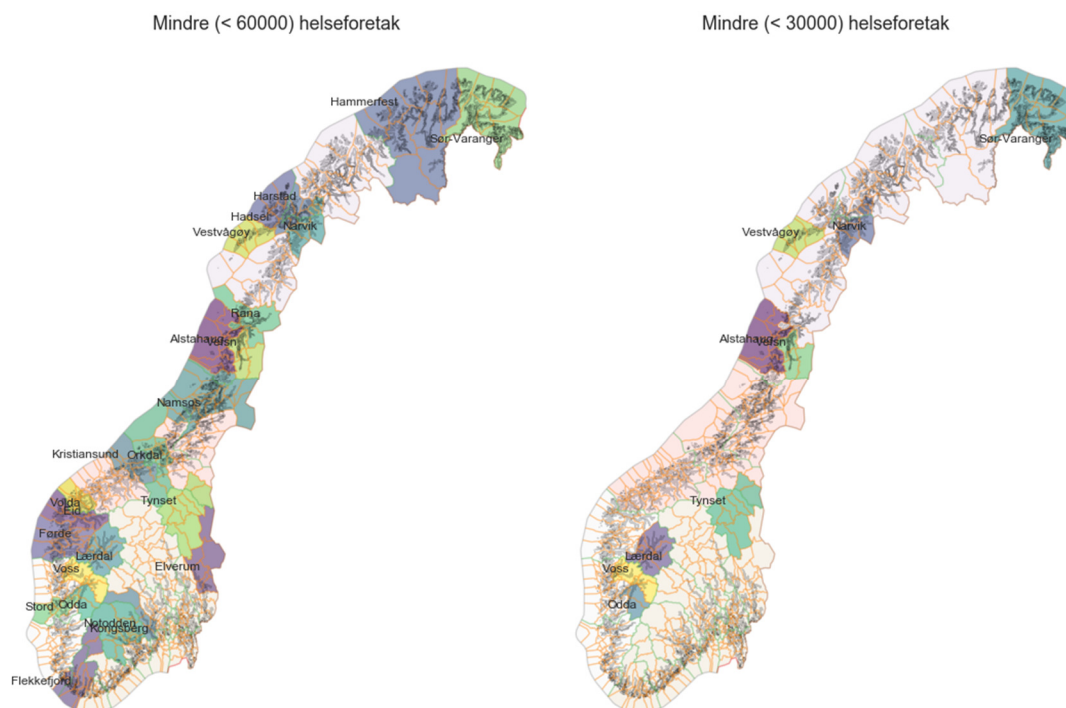 Mindre (< 60000) helseforetak
Mindre (< 30000) helseforetak
Hammerfest
Sør-Varanger
Harstad
Hadsel
Narvik
Vestvågøy
Rana
Alstahaug
Vefsn
Namsos
Kristiansund
Orkdal
Volda
Eid
Tynset
Førde
Lærdal
Elverum
Voss
Stord
Odda
Notodden
Kongsberg
Flekkefjord
Sør-Varanger
Vestvågøy
Narvik
Alstahaug
Vefsn
Tynset
Lærdal
Voss
Odda